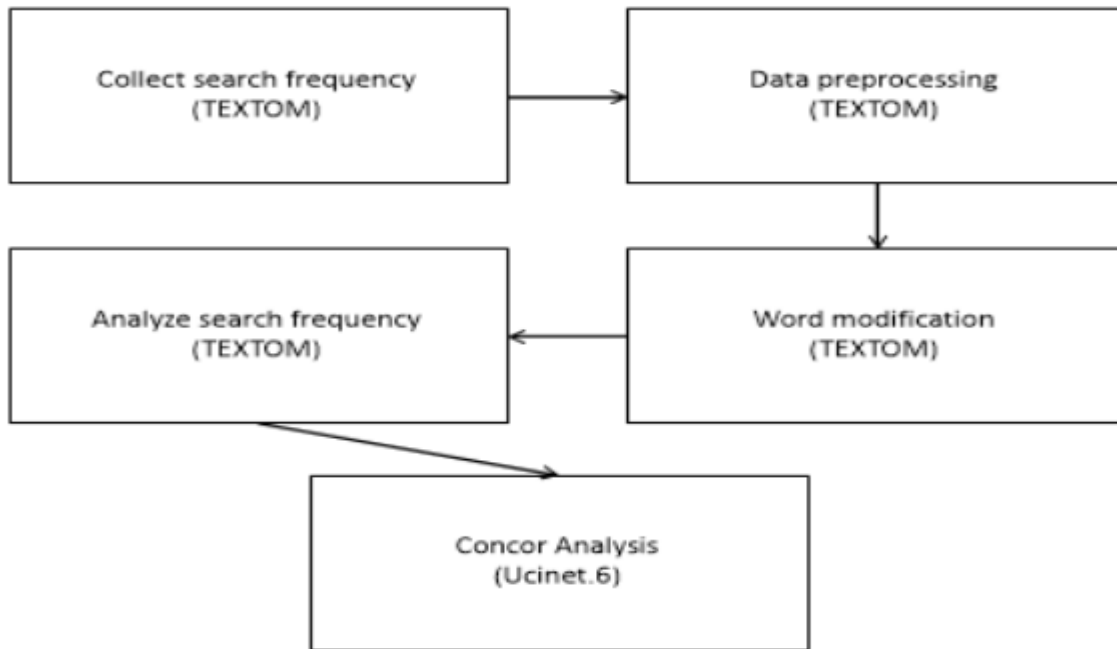 Collect search frequency
(TEXTOM)
Data preprocessing
(TEXTOM)
Word modification
(TEXTOM)
Analyze search frequency
(TEXTOM)
Concor Analysis
(Ucinet.6)